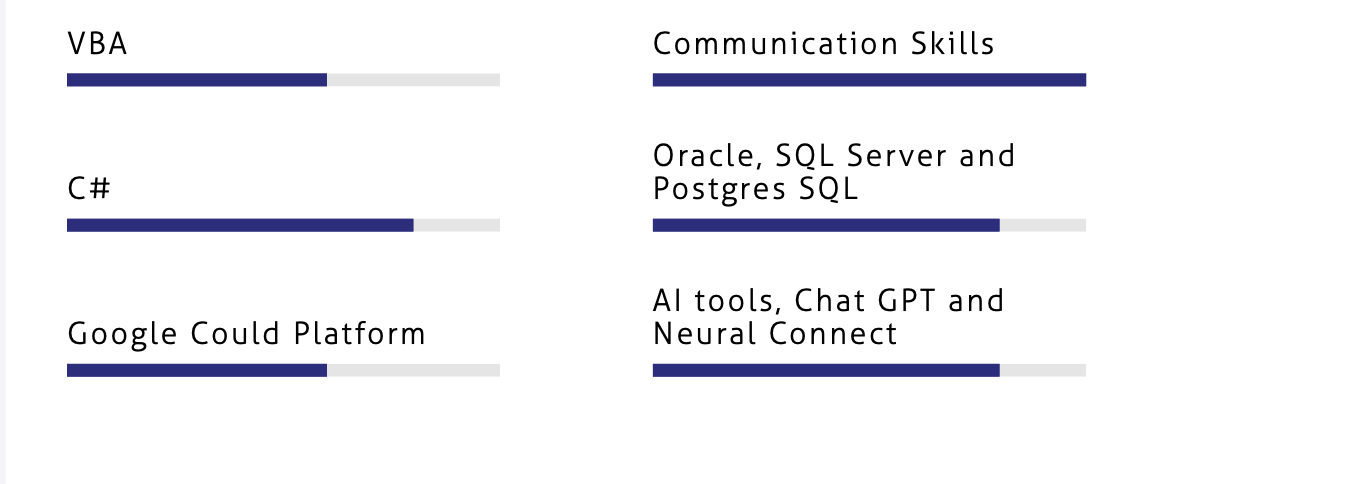 VBA
Communication Skills
C#
Oracle, SQL Server and
Postgres SQL
Google Could Platform
AI tools, Chat GPT and
Neural Connect